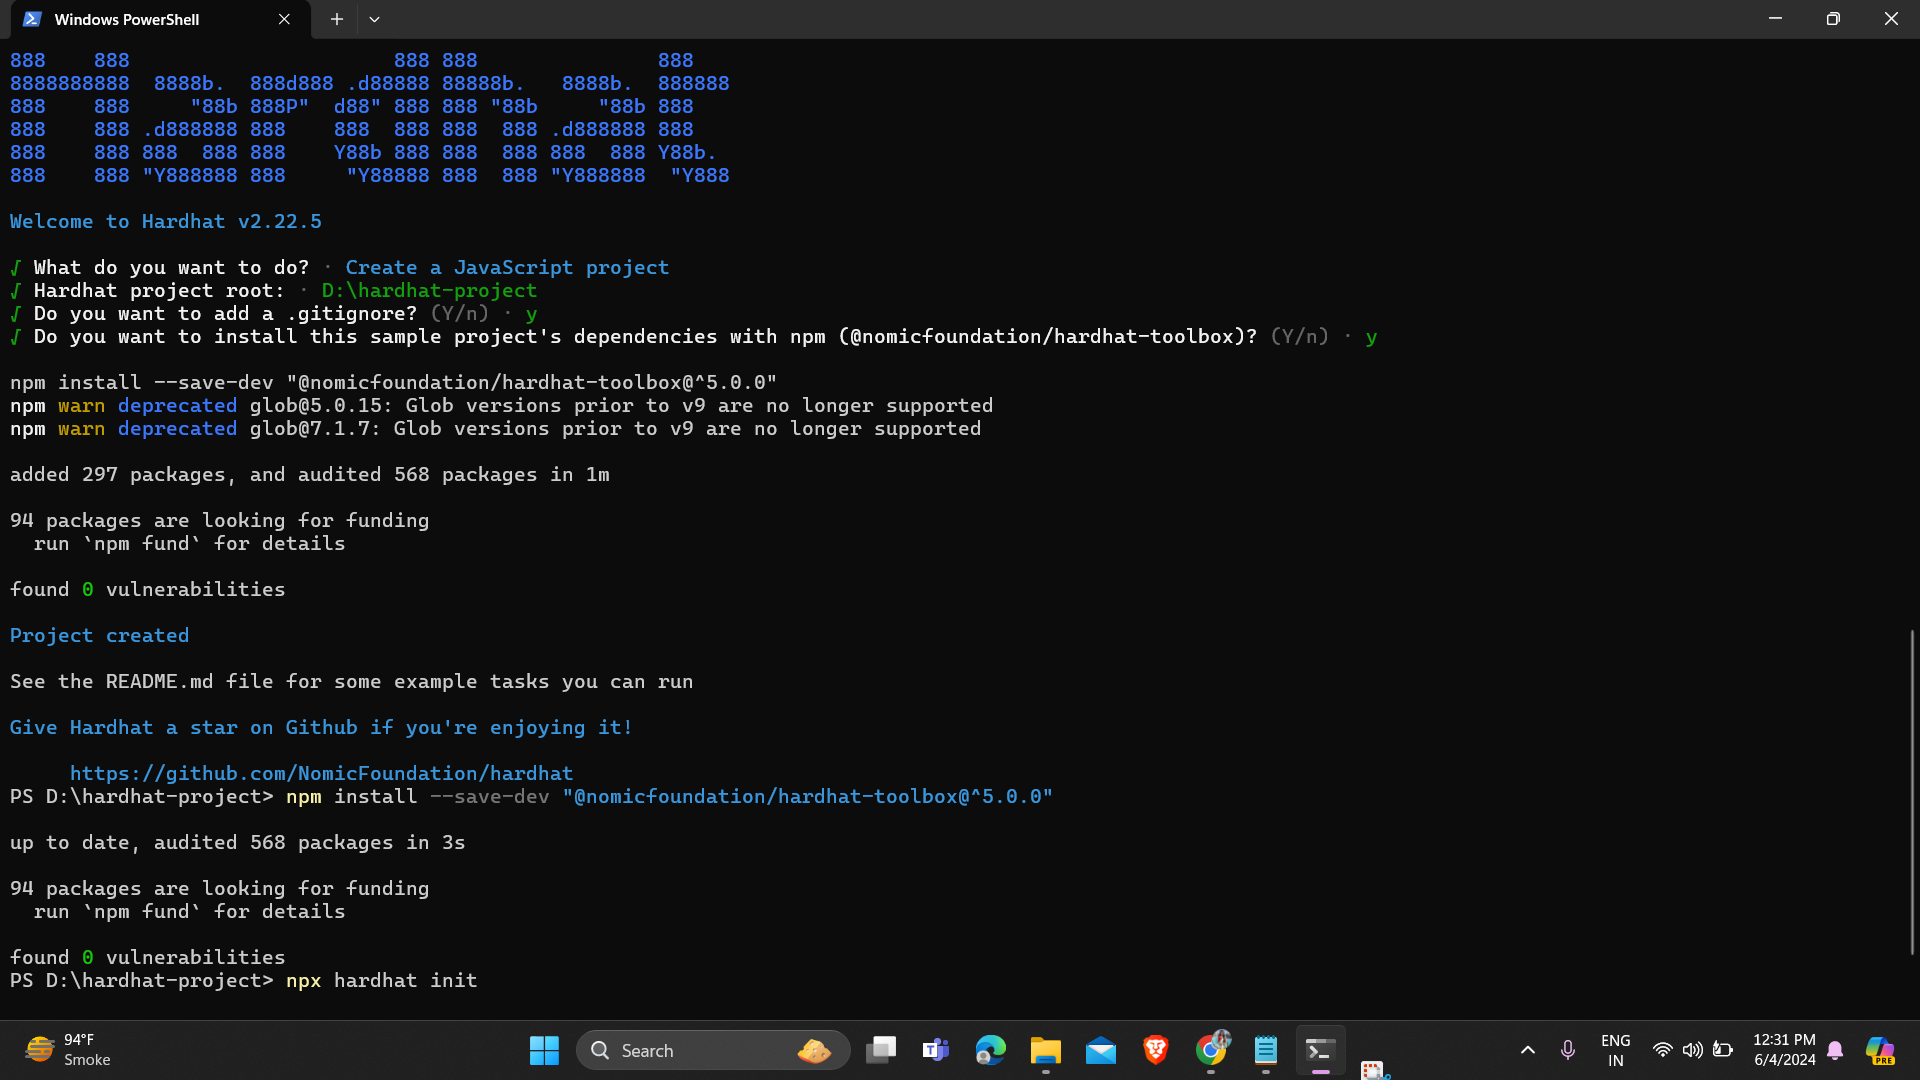 Windows PowerShell
888    888                      888 888               888
8888888888  8888b.  888d888 .d88888 88888b.   8888b.  888888
888    888     "88b 888P"  d88" 888 888 "88b     "88b 888
888    888 .d888888 888    888  888 888  888 .d888888 888
888    888 888  888 888    Y88b 888 888  888 888  888 Y88b.
888    888 "Y888888 888     "Y88888 888  888 "Y888888  "Y888
Welcome to Hardhat v2.22.5
√ What do you want to do? · Create a JavaScript project
√ Hardhat project root: · D:\hardhat-project
√ Do you want to add a .gitignore? (Y/n) · y
√ Do you want to install this sample project's dependencies with npm (@nomicfoundation/hardhat-toolbox)? (Y/n) · y
npm install --save-dev "@nomicfoundation/hardhat-toolbox@^5.0.0"
npm warn deprecated glob@5.0.15: Glob versions prior to v9 are no longer supported
npm warn deprecated glob@7.1.7: Glob versions prior to v9 are no longer supported
added 297 packages, and audited 568 packages in 1m
94 packages are looking for funding
  run `npm fund` for details
found 0 vulnerabilities
Project created
See the README.md file for some example tasks you can run
Give Hardhat a star on Github if you're enjoying it!
     https://github.com/NomicFoundation/hardhat
PS D:\hardhat-project> npm install --save-dev "@nomicfoundation/hardhat-toolbox@^5.0.0"
up to date, audited 568 packages in 3s
94 packages are looking for funding
  run `npm fund` for details
found 0 vulnerabilities
PS D:\hardhat-project> npx hardhat init
94°F
Smoke
Search
ENG
IN
12:31 PM
6/4/2024
PRE